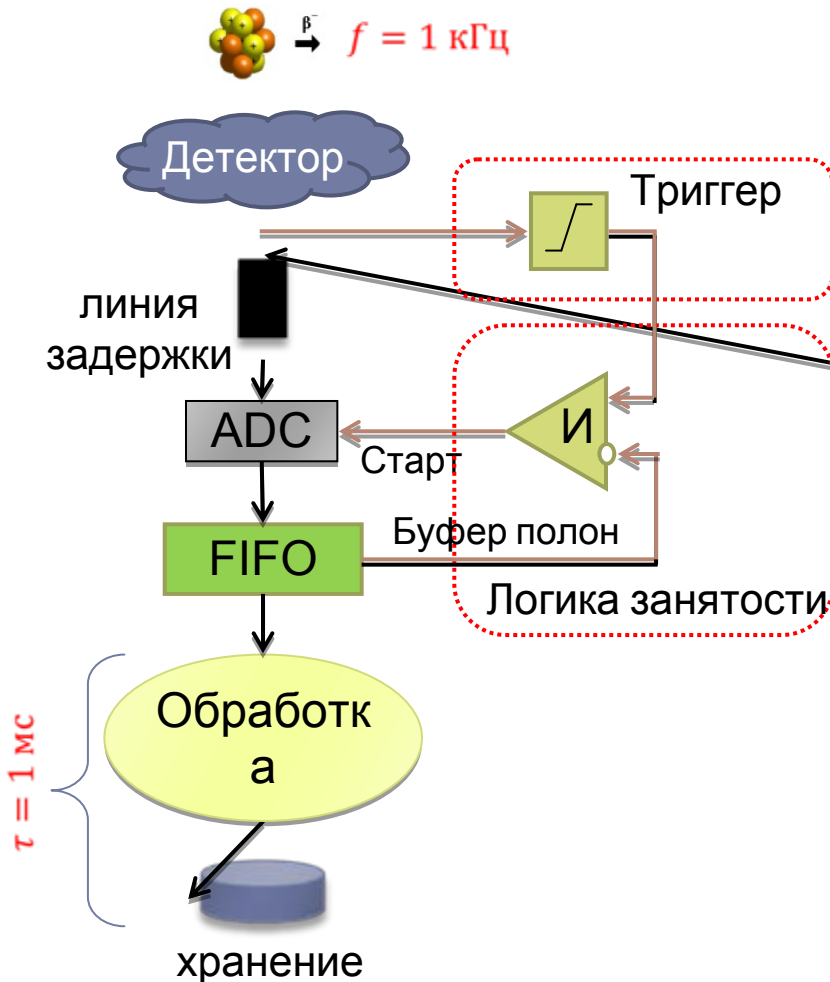 β⁻
f = 1 кГц
Детектор
Триггер
линия
задержки
ADC
И
Старт
Буфер полон
FIFO
Логика занятости
Обработк
а
τ = 1 мс
хранение